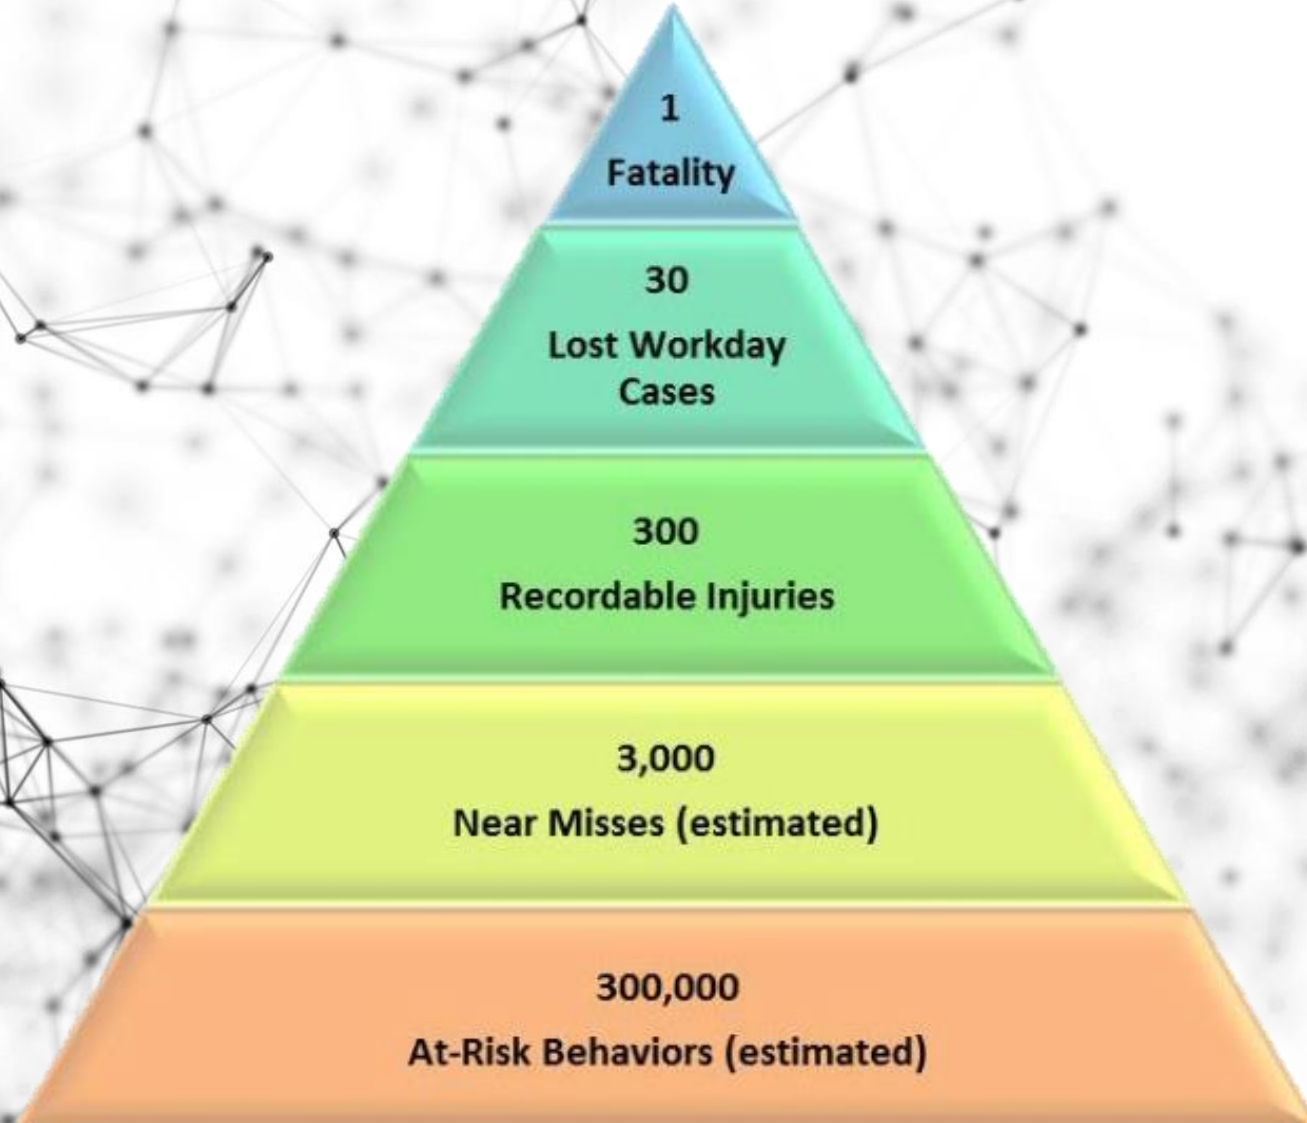 1
Fatality
30
Lost Workday
Cases
300
Recordable Injuries
3,000
Near Misses (estimated)
300,000
At-Risk Behaviors (estimated)